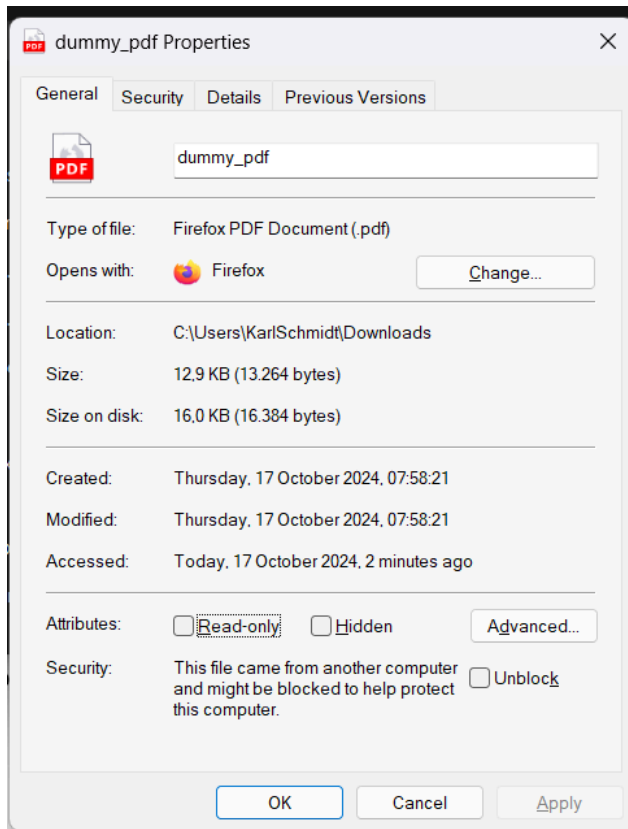 dummy_pdf Properties
General Security Details Previous Versions
PDF dummy_pdf
Type of file: Firefox PDF Document (.pdf)
Opens with: Firefox Change...
Location: C:\Users\KarlSchmidt\Downloads
Size: 12,9 KB (13.264 bytes)
Size on disk: 16,0 KB (16.384 bytes)
Created: Thursday, 17 October 2024, 07:58:21
Modified: Thursday, 17 October 2024, 07:58:21
Accessed: Today, 17 October 2024, 2 minutes ago
Attributes: Read-only Hidden Advanced...
Security: This file came from another computer
and might be blocked to help protect
this computer.
Unblock
OK Cancel Apply